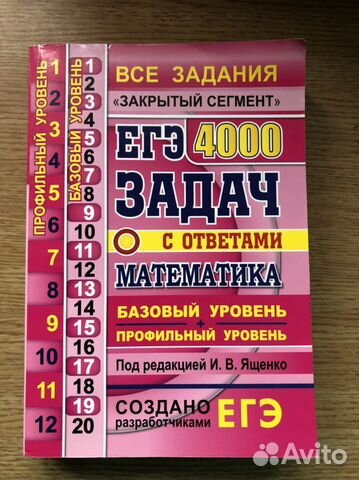 ПРОФИЛЬНЫЙ УРОВЕНЬ
1
2
3
4
5
6
7
8
9
10
11
12
БАЗОВЫЙ УРОВЕНЬ
1
2
3
4
5
6
7
8
9
10
11
12
13
14
15
16
17
18
19
20
ВСЕ ЗАДАНИЯ
«ЗАКРЫТЫЙ СЕГМЕНТ»
ЕГЭ 4000
ЗАДАЧ
С ОТВЕТАМИ
МАТЕМАТИКА
БАЗОВЫЙ УРОВЕНЬ
+
ПРОФИЛЬНЫЙ УРОВЕНЬ
Под редакцией И. В. Ященко
СОЗДАНО
разработчиками ЕГЭ
Avito